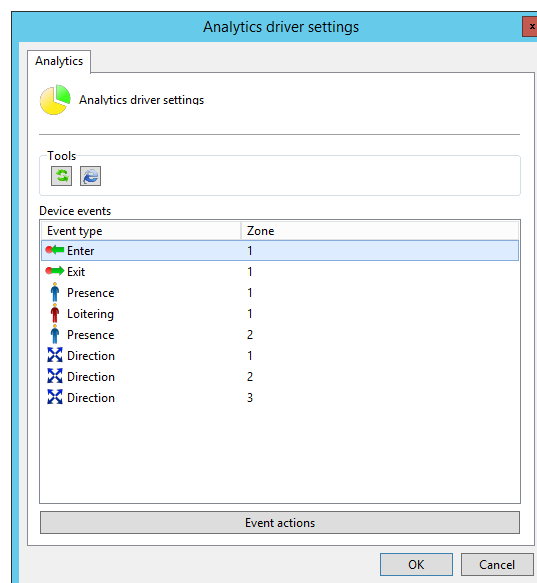 Analytics driver settings
x
Analytics
Analytics driver settings
Tools
Device events
Event type Zone
Enter 1
Exit 1
Presence 1
Loitering 1
Presence 2
Direction 1
Direction 2
Direction 3
Event actions
OK Cancel